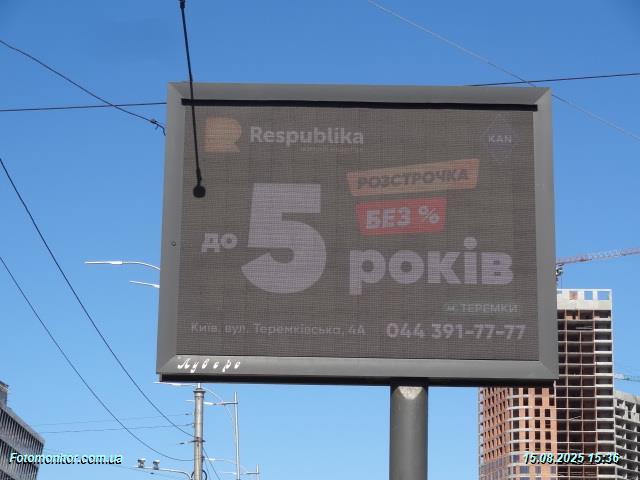 Respublika
KAN
РОЗСТРОЧКА
БЕЗ %
до 5 років
ТЕРЕМКИ
Київ, вул. Теремківська, 4А
044 391-77-77
Луверс
Fotomonitor.com.ua
15.08.2025 15:36